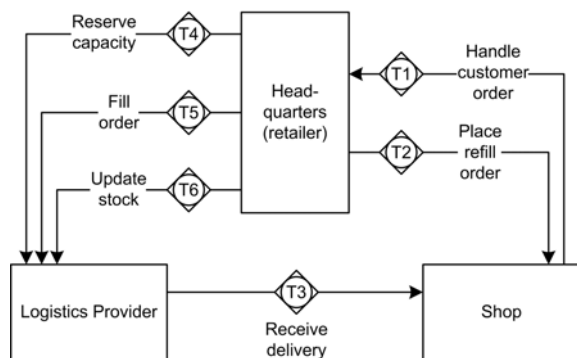 Reserve
capacity
T4
Fill
order
T5
Update
stock
T6
Head-
quarters
(retailer)
T1
Handle
customer
order
T2
Place
refill
order
Logistics Provider
T3
Receive
delivery
Shop